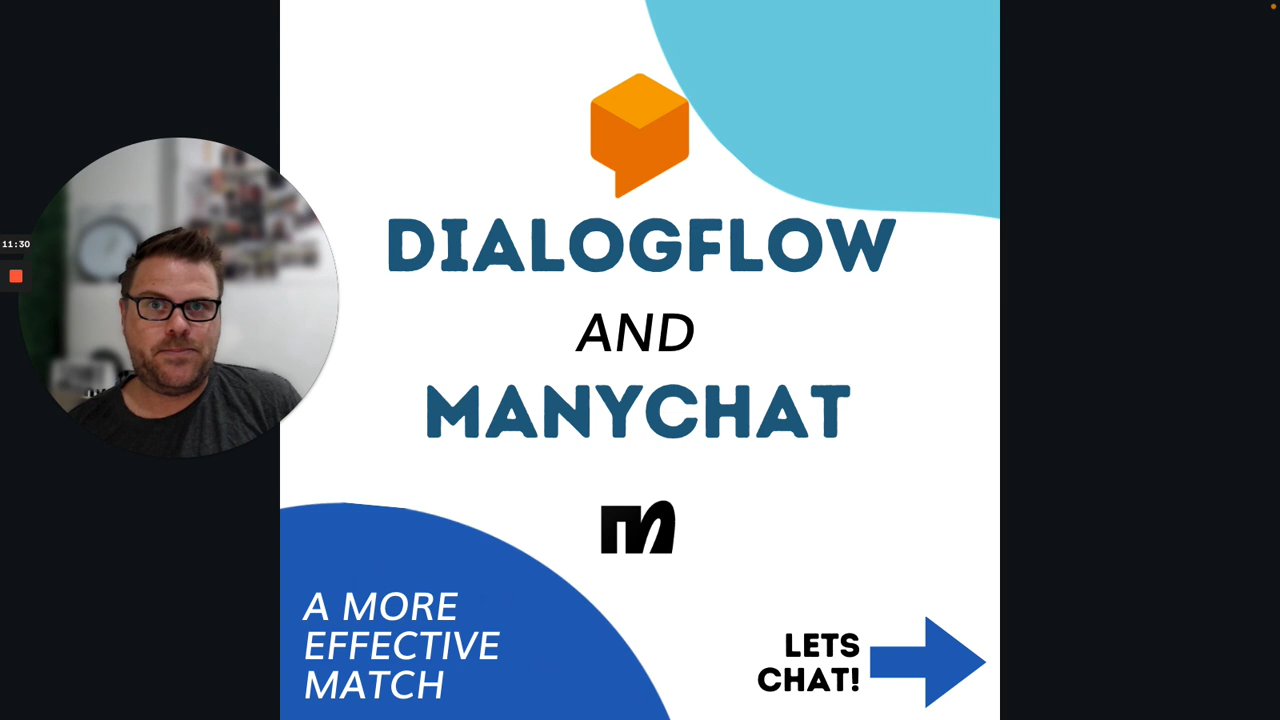 11:30
DIALOGFLOW
AND
MANYCHAT
A MORE
EFFECTIVE
MATCH
LETS
CHAT!